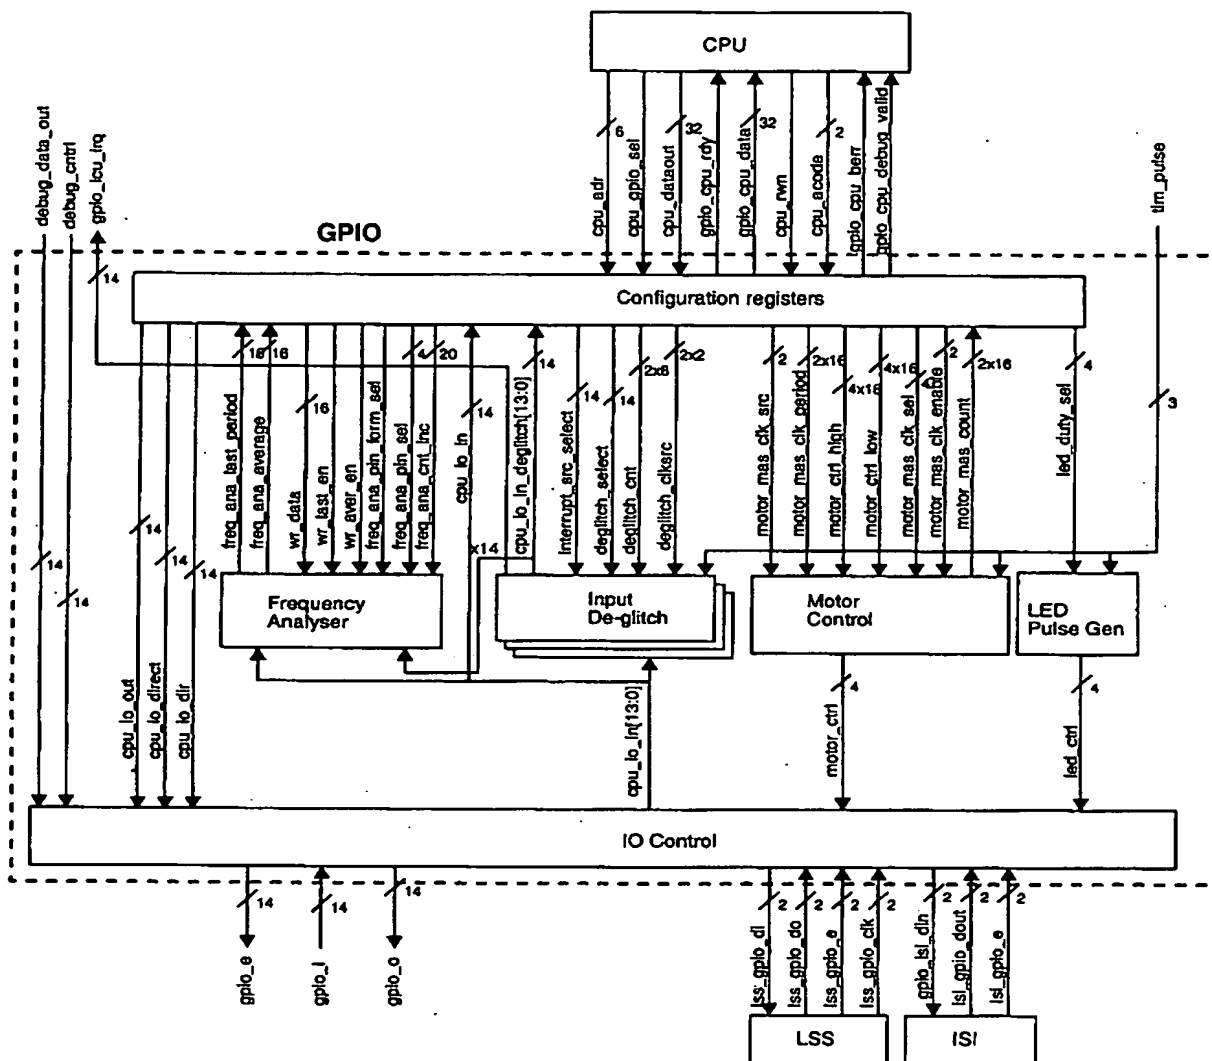 CPU
debug_data_out
debug_cntrl
gpio_icu_irq
6
32
32
2
cpu_adr
cpu_gpio_sel
cpu_dataout
gpio_cpu_rdy
gpio_cpu_data
cpu_rwn
cpu_acode
gpio_cpu_berr
gpio_cpu_debug_valid
tim_pulse
GPIO
14
Configuration registers
16
16
4
20
14
2x6
2x2
2
2x16
4x16
4x16
4
2
2x16
4
3
16
14
14
14
freq_ana_last_period
freq_ana_average
wr_data
wr_last_en
wr_aver_en
freq_ana_pin_form_sel
freq_ana_pin_sel
freq_ana_cnt_inc
cpu_io_in
cpu_io_in_deglitch[13:0]
interrupt_src_select
deglitch_select
deglitch_cnt
deglitch_clksrc
motor_mas_clk_src
motor_mas_clk_period
motor_ctrl_high
motor_ctrl_low
motor_mas_clk_sel
motor_mas_clk_enable
motor_mas_count
led_duty_sel
14
14
14
14
14
x14
Frequency
Analyser
Input
De-glitch
Motor
Control
LED
Pulse Gen
cpu_io_out
cpu_io_direct
cpu_io_dir
cpu_io_in[13:0]
4
motor_ctrl
4
led_ctrl
IO Control
14
14
14
2
2
2
2
2
2
2
gpio_e
gpio_i
gpio_o
lss_gpio_di
lss_gpio_do
lss_gpio_e
lss_gpio_clk
gpio_isi_din
isi_gpio_dout
isi_gpio_e
LSS
ISI